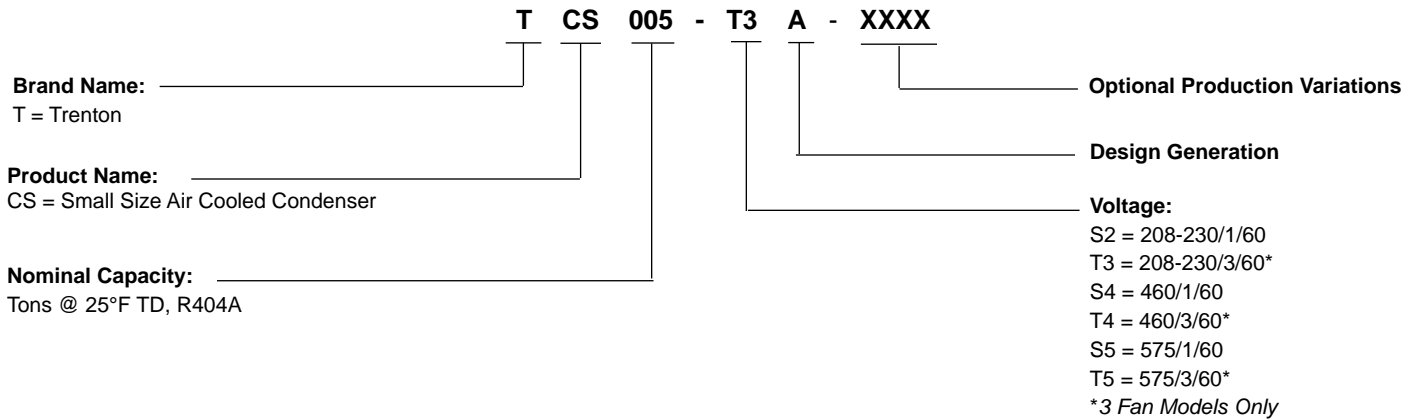 T CS 005 - T3 A - XXXX
Brand Name:
T = Trenton
Product Name:
CS = Small Size Air Cooled Condenser
Nominal Capacity:
Tons @ 25°F TD, R404A
Optional Production Variations
Design Generation
Voltage:
S2 = 208-230/1/60
T3 = 208-230/3/60*
S4 = 460/1/60
T4 = 460/3/60*
S5 = 575/1/60
T5 = 575/3/60*
*3 Fan Models Only